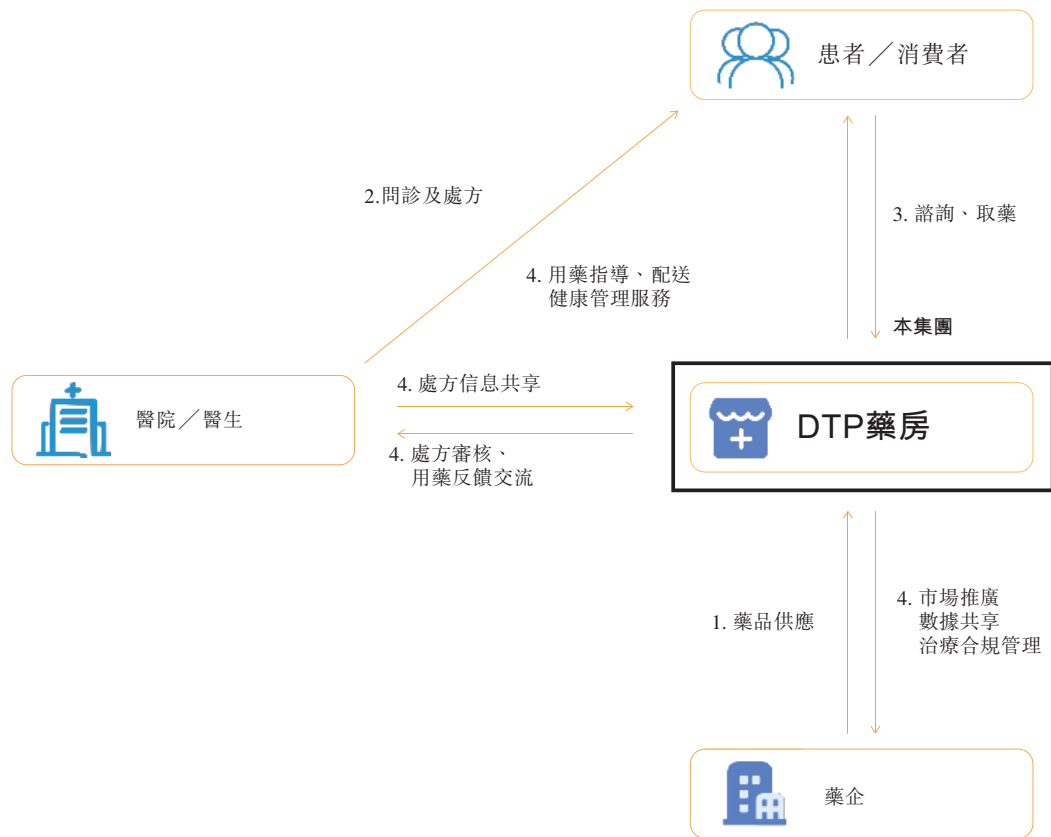 患者／消費者
2.問診及處方
3. 諮詢、取藥
4. 用藥指導、配送
健康管理服務
本集團
醫院／醫生
4. 處方信息共享
DTP藥房
4. 處方審核、
用藥反饋交流
1. 藥品供應
4. 市場推廣
數據共享
治療合規管理
藥企